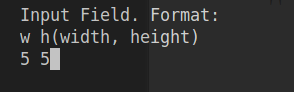 Input Field. Format:
w h(width, height)
5 5